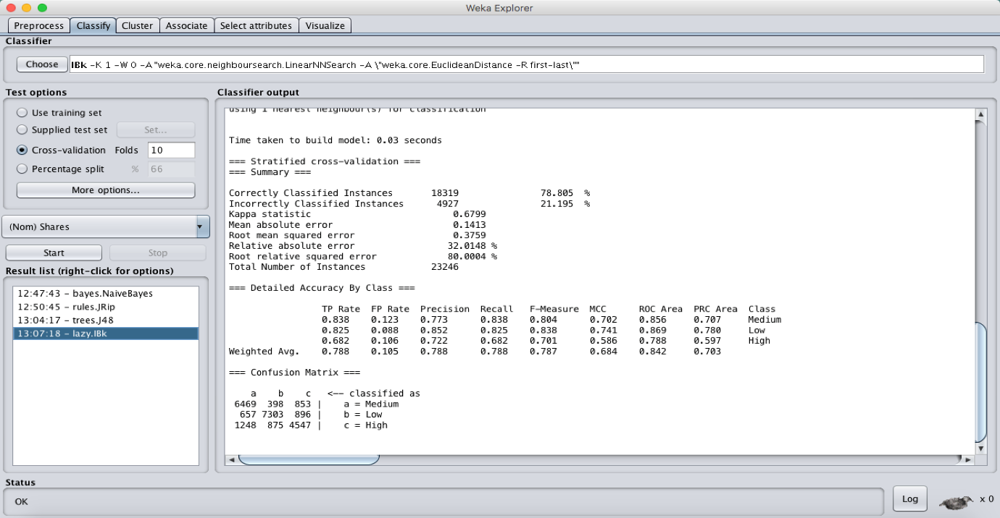 Weka Explorer
Preprocess Classify Cluster Associate Select attributes Visualize
Classifier
Choose IBk -K 1 -W 0 -A "weka.core.neighboursearch.LinearNNSearch -A \"weka.core.EuclideanDistance -R first-last\""
Test options
Use training set
Supplied test set Set...
Cross-validation Folds 10
Percentage split % 66
More options...
(Nom) Shares
Start Stop
Result list (right-click for options)
12:47:43 - bayes.NaiveBayes
12:50:45 - rules.JRip
13:04:17 - trees.J48
13:07:18 - lazy.IBk
Classifier output
using 1 nearest neighbour(s) for classification
Time taken to build model: 0.03 seconds
=== Stratified cross-validation ===
=== Summary ===
Correctly Classified Instances 18319 78.805 %
Incorrectly Classified Instances 4927 21.195 %
Kappa statistic 0.6799
Mean absolute error 0.1413
Root mean squared error 0.3759
Relative absolute error 32.0148 %
Root relative squared error 80.0004 %
Total Number of Instances 23246
=== Detailed Accuracy By Class ===
TP Rate FP Rate Precision Recall F-Measure MCC ROC Area PRC Area Class
0.838 0.123 0.773 0.838 0.804 0.702 0.856 0.707 Medium
0.825 0.088 0.852 0.825 0.838 0.741 0.869 0.780 Low
0.682 0.106 0.722 0.682 0.701 0.586 0.788 0.597 High
Weighted Avg. 0.788 0.105 0.788 0.788 0.787 0.684 0.842 0.703
=== Confusion Matrix ===
a b c <-- classified as
6469 398 853 | a = Medium
657 7303 896 | b = Low
1248 875 4547 | c = High
Status
OK
Log x 0